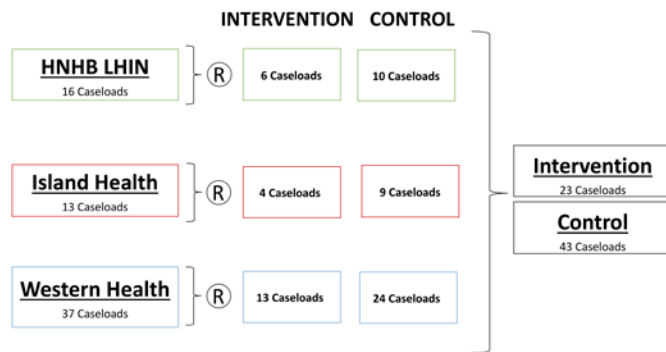 INTERVENTION CONTROL
HNHB LHIN
16 Caseloads
R
6 Caseloads
10 Caseloads
Island Health
13 Caseloads
R
4 Caseloads
9 Caseloads
Western Health
37 Caseloads
R
13 Caseloads
24 Caseloads
Intervention
23 Caseloads
Control
43 Caseloads